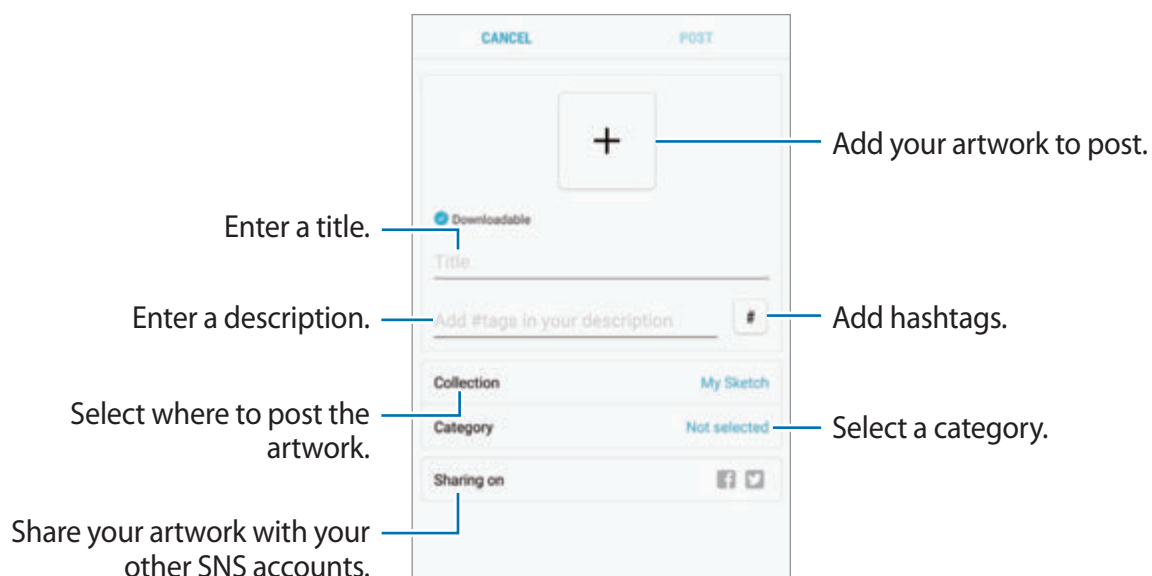 CANCEL POST
+
Add your artwork to post.
Downloadable
Enter a title.
Title
Enter a description.
Add #tags in your description
#
Add hashtags.
Collection My Sketch
Select where to post the
artwork.
Category Not selected
Select a category.
Sharing on
Share your artwork with your
other SNS accounts.